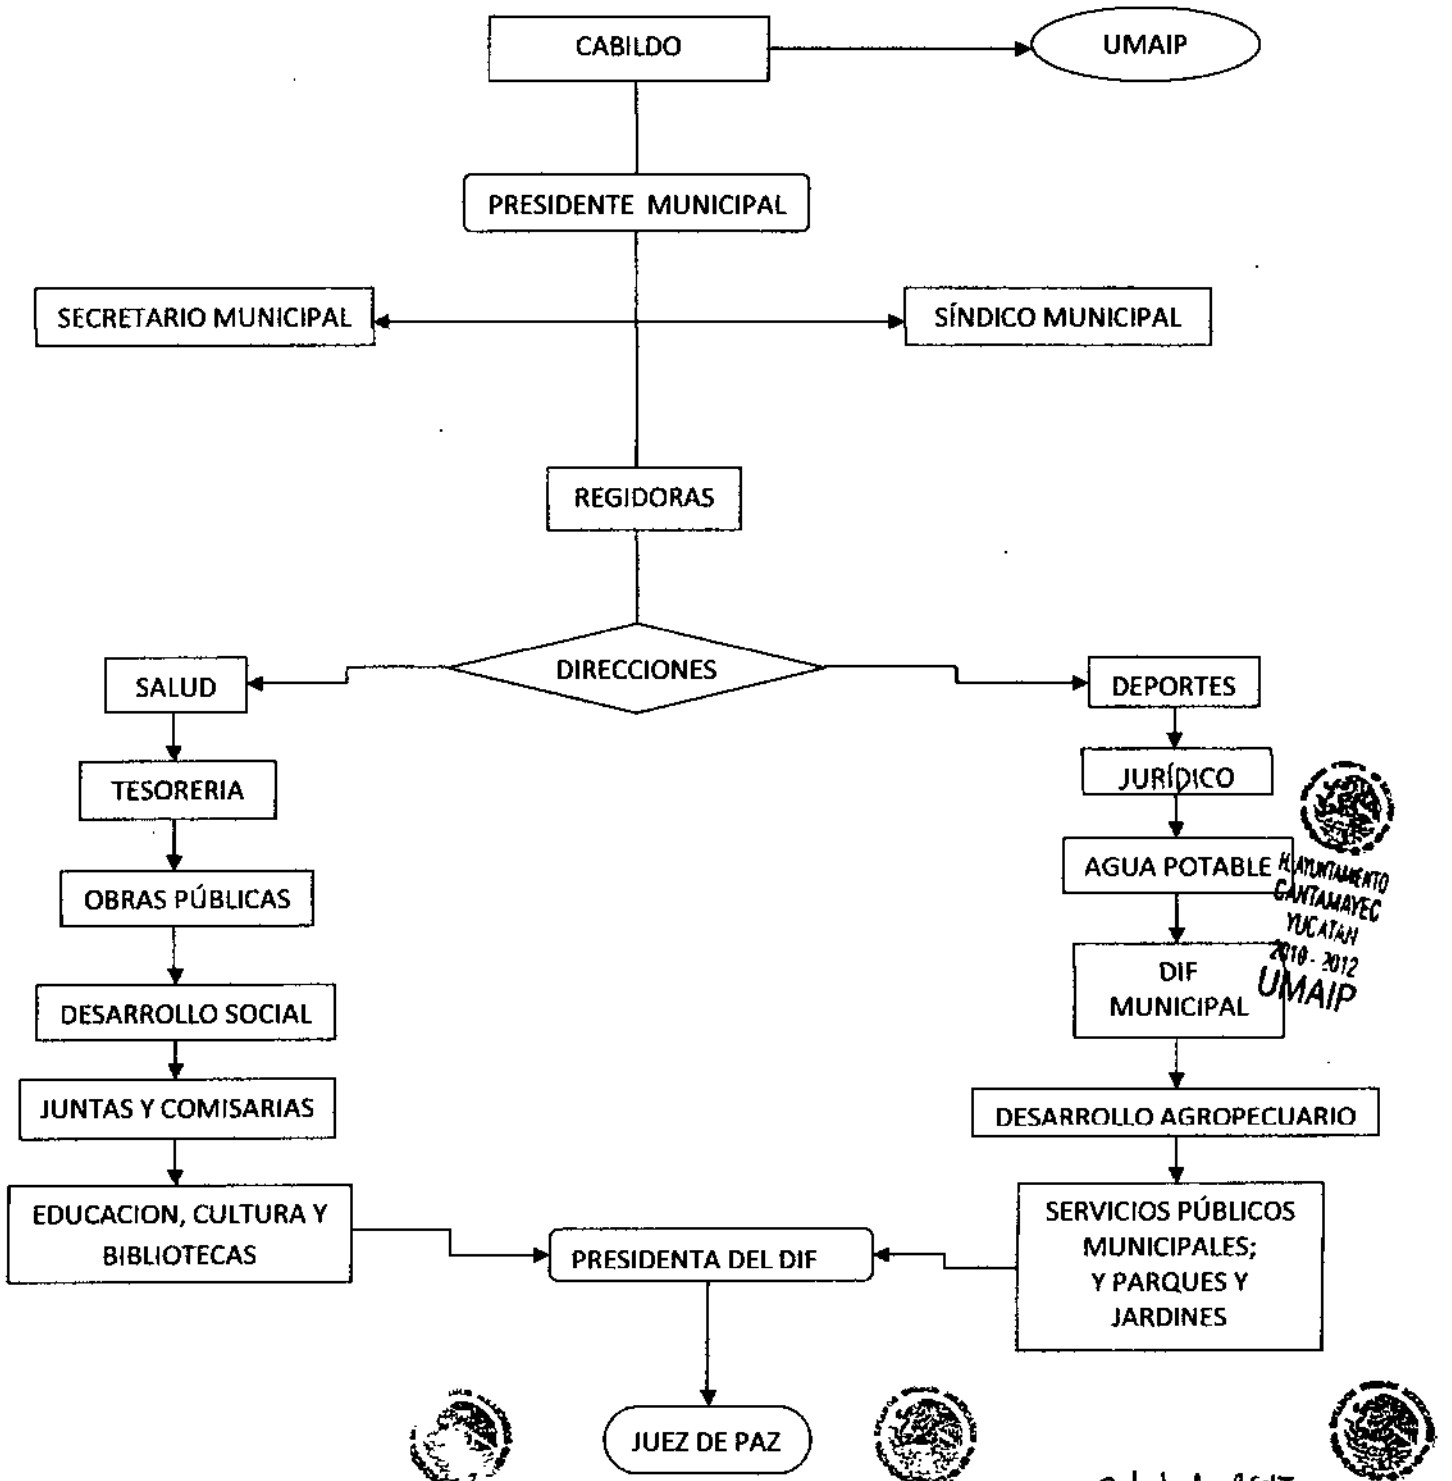 CABILDO
UMAIP
PRESIDENTE MUNICIPAL
SECRETARIO MUNICIPAL
SÍNDICO MUNICIPAL
REGIDORAS
DIRECCIONES
SALUD
DEPORTES
TESORERIA
JURÍDICO
OBRAS PÚBLICAS
AGUA POTABLE
H. AYUNTAMIENTO
CANTAMAYEC
YUCATAN
2010 - 2012
UMAIP
DESARROLLO SOCIAL
DIF
MUNICIPAL
JUNTAS Y COMISARIAS
DESARROLLO AGROPECUARIO
EDUCACION, CULTURA Y
BIBLIOTECAS
SERVICIOS PÚBLICOS
MUNICIPALES;
Y PARQUES Y
JARDINES
PRESIDENTA DEL DIF
JUEZ DE PAZ